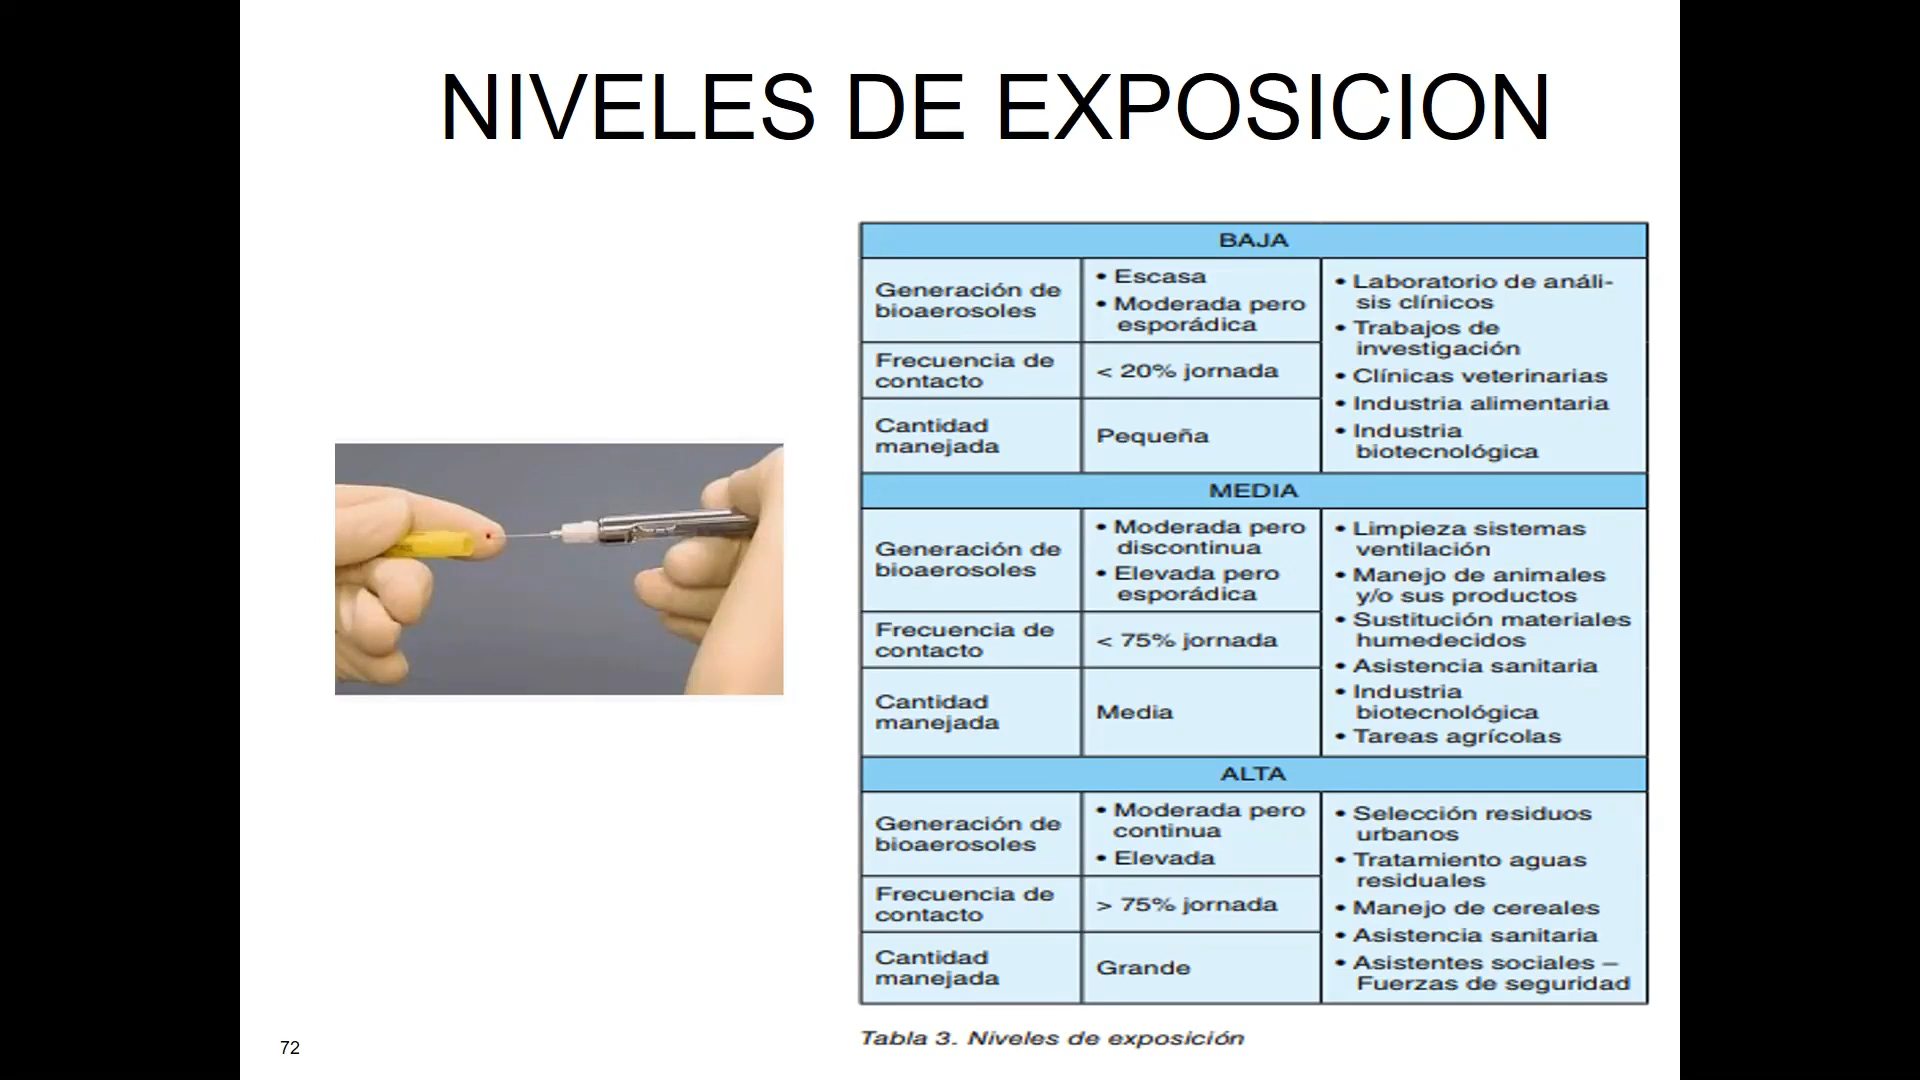 NIVELES DE EXPOSICION
BAJA
Generación de
bioaerosoles
• Escasa
• Moderada pero
esporádica
Frecuencia de
contacto
< 20% jornada
Cantidad
manejada
Pequeña
• Laboratorio de análi-
sis clínicos
• Trabajos de
investigación
• Clínicas veterinarias
• Industria alimentaria
• Industria
biotecnológica
MEDIA
Generación de
bioaerosoles
• Moderada pero
discontinua
• Elevada pero
esporádica
Frecuencia de
contacto
< 75% jornada
Cantidad
manejada
Media
• Limpieza sistemas
ventilación
• Manejo de animales
y/o sus productos
• Sustitución materiales
humedecidos
• Asistencia sanitaria
• Industria
biotecnológica
• Tareas agrícolas
ALTA
Generación de
bioaerosoles
• Moderada pero
continua
• Elevada
Frecuencia de
contacto
> 75% jornada
Cantidad
manejada
Grande
• Selección residuos
urbanos
• Tratamiento aguas
residuales
• Manejo de cereales
• Asistencia sanitaria
• Asistentes sociales –
Fuerzas de seguridad
Tabla 3. Niveles de exposición
72